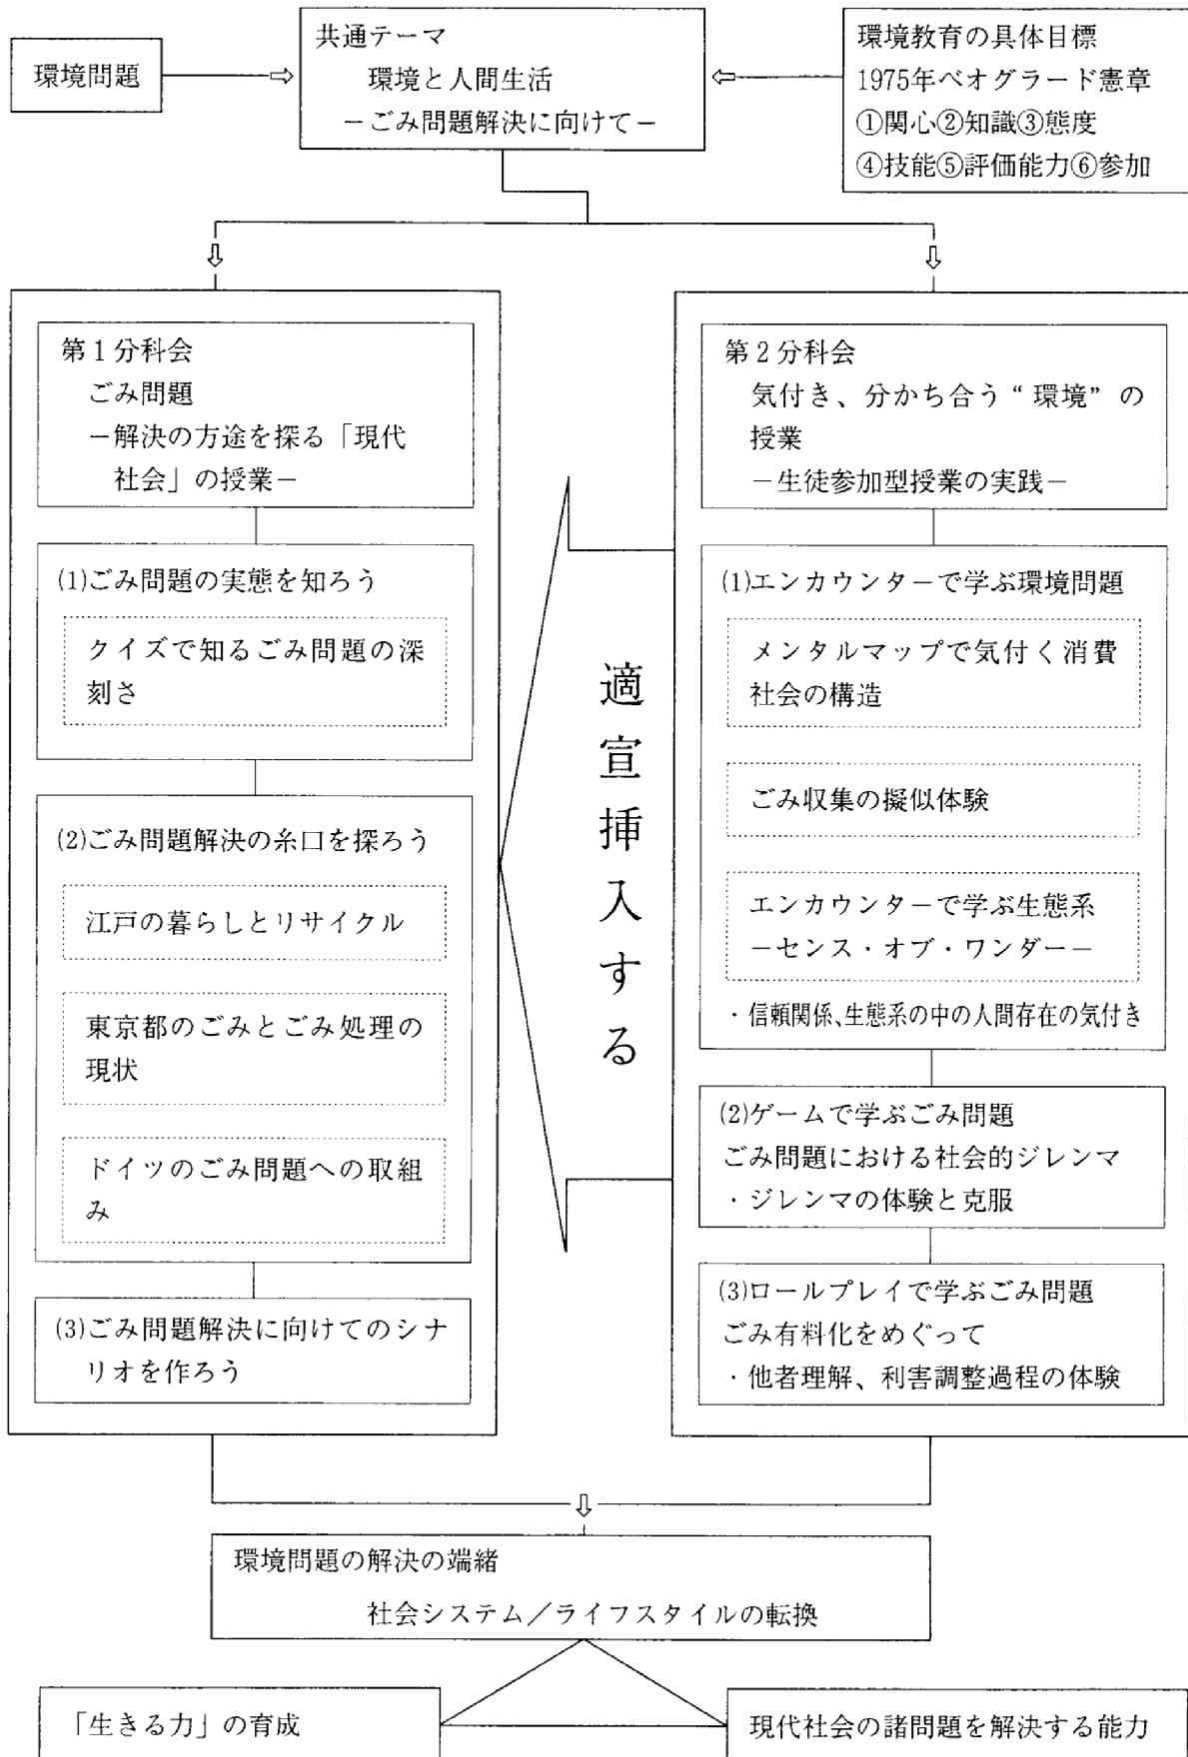 環境問題
共通テーマ
環境と人間生活
－ごみ問題解決に向けて－
環境教育の具体目標
1975年ベオグラード憲章
①関心②知識③態度
④技能⑤評価能力⑥参加
第1分科会
ごみ問題
－解決の方途を探る「現代
社会」の授業－
(1)ごみ問題の実態を知ろう
クイズで知るごみ問題の深
刻さ
(2)ごみ問題解決の糸口を探ろう
江戸の暮らしとリサイクル
東京都のごみとごみ処理の
現状
ドイツのごみ問題への取組
み
(3)ごみ問題解決に向けてのシナ
リオを作ろう
適宣挿入する
第2分科会
気付き、分かち合う“環境”の
授業
－生徒参加型授業の実践－
(1)エンカウンターで学ぶ環境問題
メンタルマップで気付く消費
社会の構造
ごみ収集の擬似体験
エンカウンターで学ぶ生態系
－センス・オブ・ワンダー－
・信頼関係、生態系の中の人間存在の気付き
(2)ゲームで学ぶごみ問題
ごみ問題における社会的ジレンマ
・ジレンマの体験と克服
(3)ロールプレイで学ぶごみ問題
ごみ有料化をめぐって
・他者理解、利害調整過程の体験
環境問題の解決の端緒
社会システム／ライフスタイルの転換
「生きる力」の育成
現代社会の諸問題を解決する能力